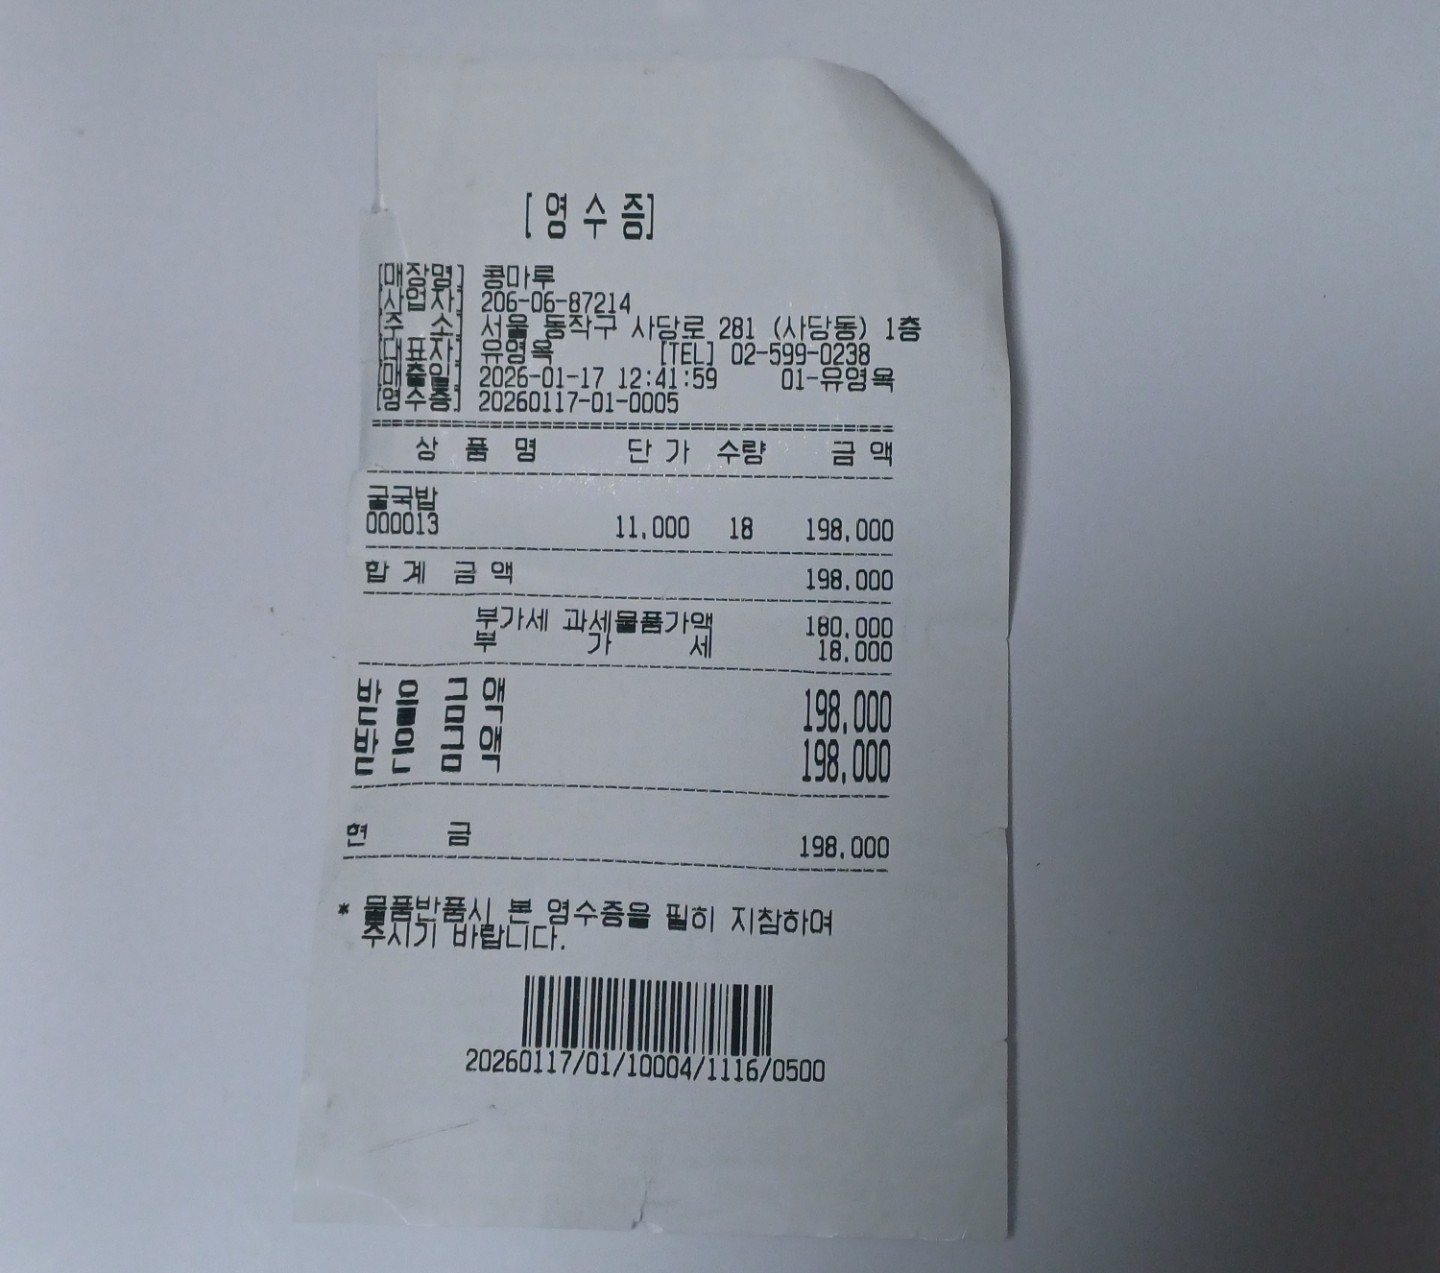 [영수증]
[매장명] 콩마루
[사업자] 206-06-87214
[주 소] 서울 동작구 사당로 281 (사당동) 1층
[대표자] 유영옥 [TEL] 02-599-0238
[매출일] 2026-01-17 12:41:59 01-유영옥
[영수증] 20260117-01-0005
상 품 명 단 가 수량 금 액
굴국밥
000013 11,000 18 198,000
합 계 금 액 198,000
부가세 과세물품가액 180,000
부 가 세 18,000
받 을 금 액 198,000
받 은 금 액 198,000
현 금 198,000
* 물품반품시 본 영수증을 필히 지참하여
주시기 바랍니다.
20260117/01/10004/1116/0500